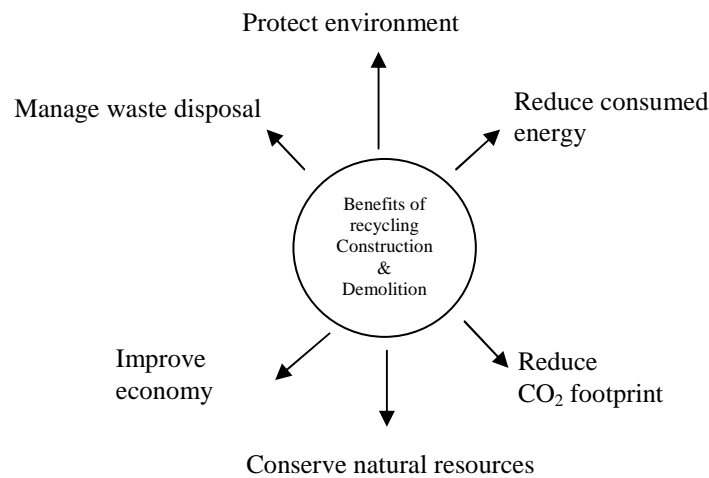 Protect environment
Manage waste disposal
Reduce consumed
energy
Benefits of
recycling
Construction
&
Demolition
Improve
economy
Reduce
CO₂ footprint
Conserve natural resources